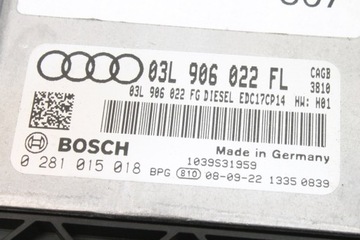 03L 906 022 FL CAGB
3810
03L 906 022 FG DIESEL EDC17CP14 HW: H01
Made in Germany
BOSCH
1039S31959
0 281 015 018 BPG 810 08-09-22 1335 0839